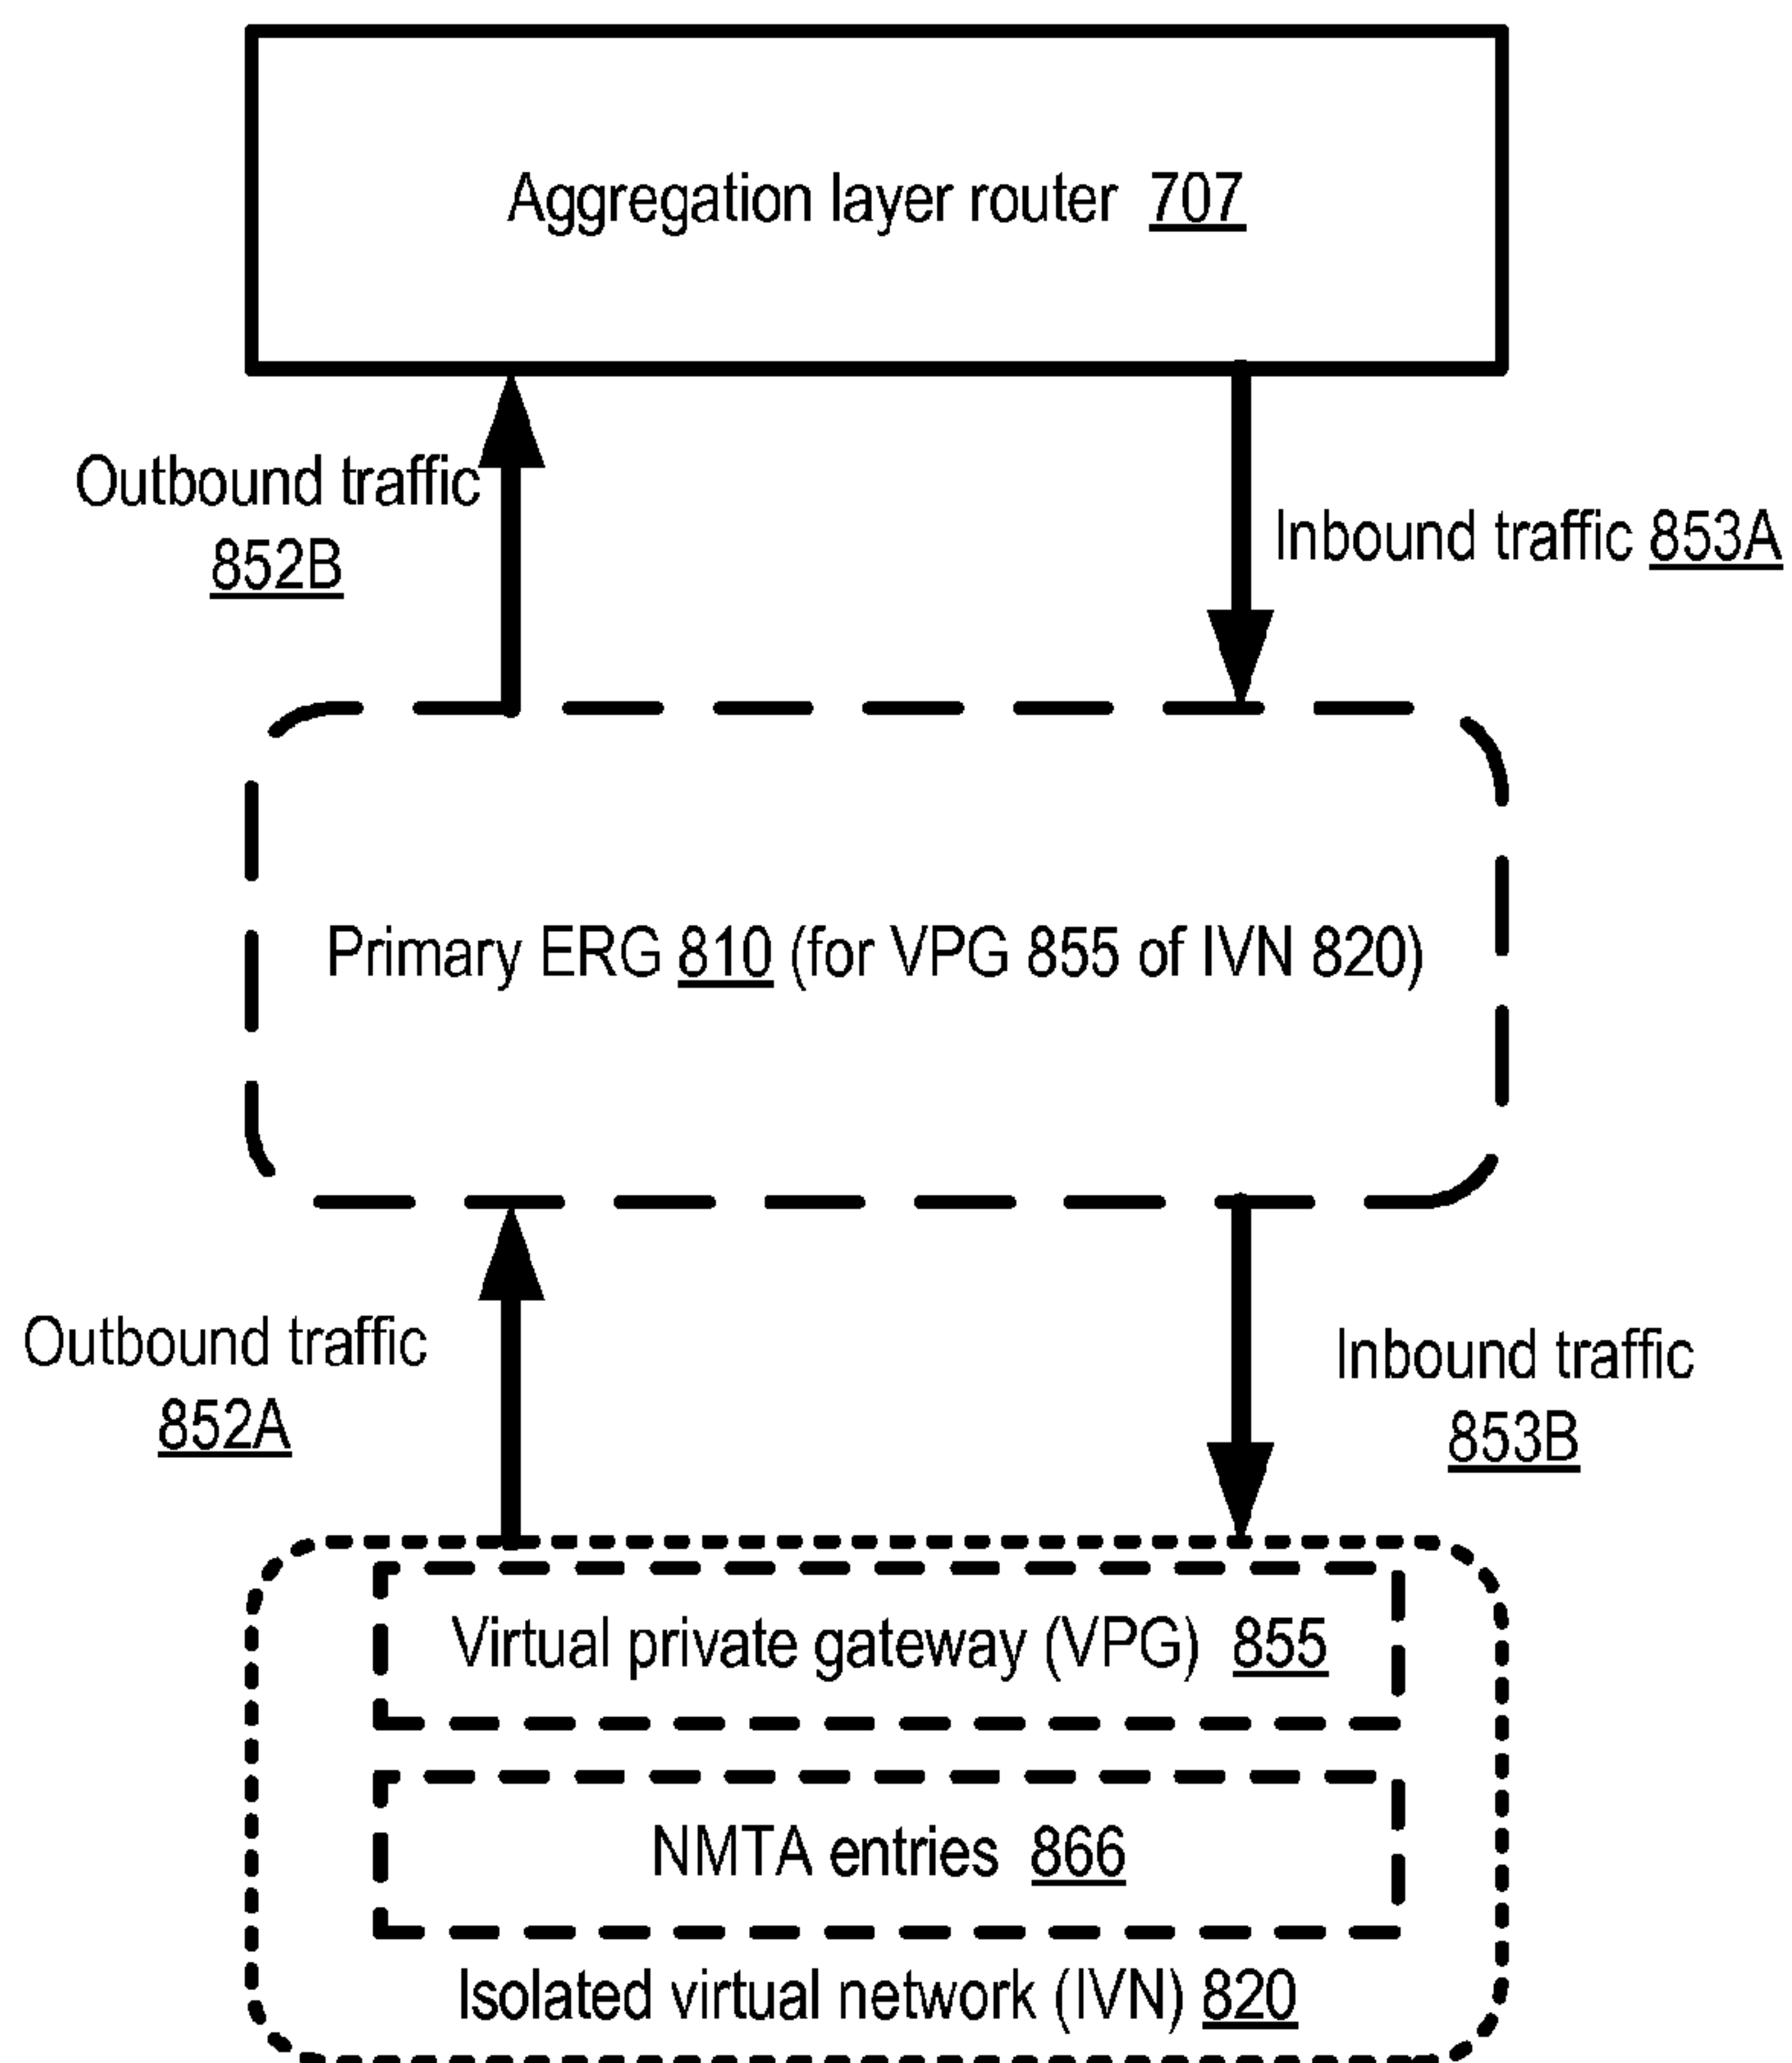 Aggregation layer router 707
Outbound traffic
852B
Inbound traffic 853A
Primary ERG 810 (for VPG 855 of IVN 820)
Outbound traffic
852A
Inbound traffic
853B
Virtual private gateway (VPG) 855
NMTA entries 866
Isolated virtual network (IVN) 820